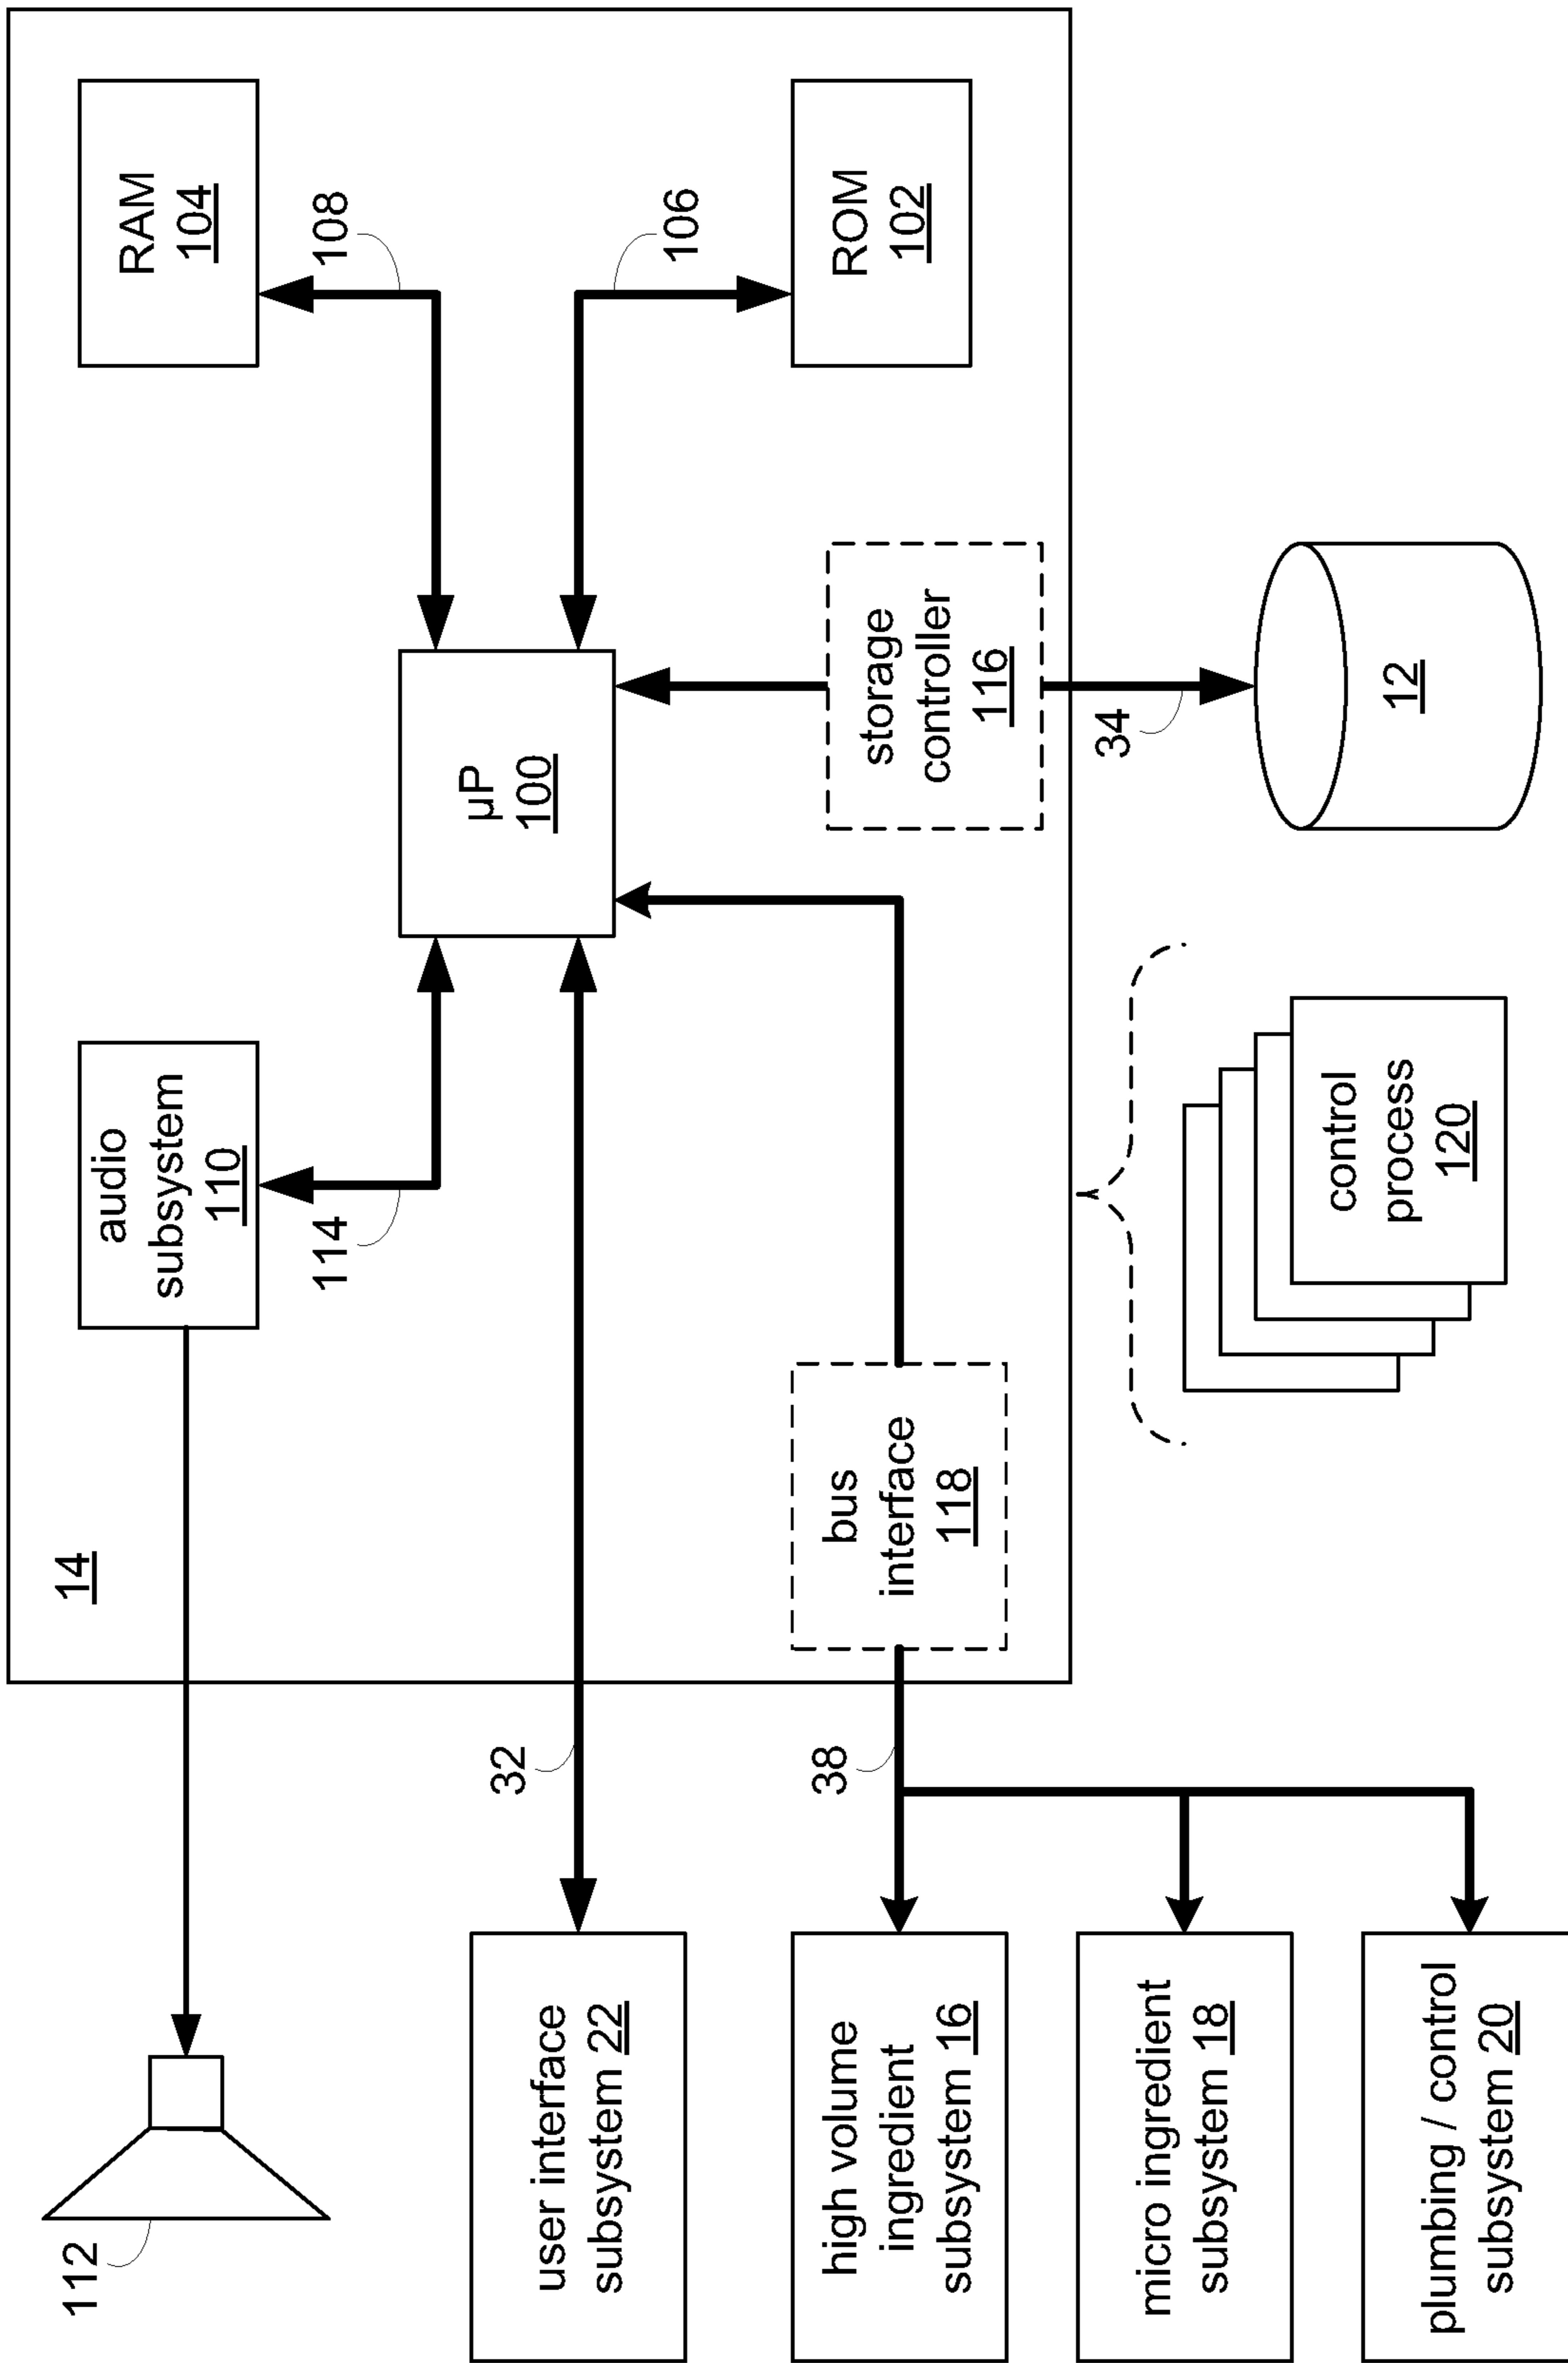 112
14
audio
subsystem
110
RAM
104
114
108
user interface
subsystem 22
32
µP
100
106
high volume
ingredient
subsystem 16
38
bus
interface
118
storage
controller
116
ROM
102
micro ingredient
subsystem 18
34
plumbing / control
subsystem 20
control
process
120
12